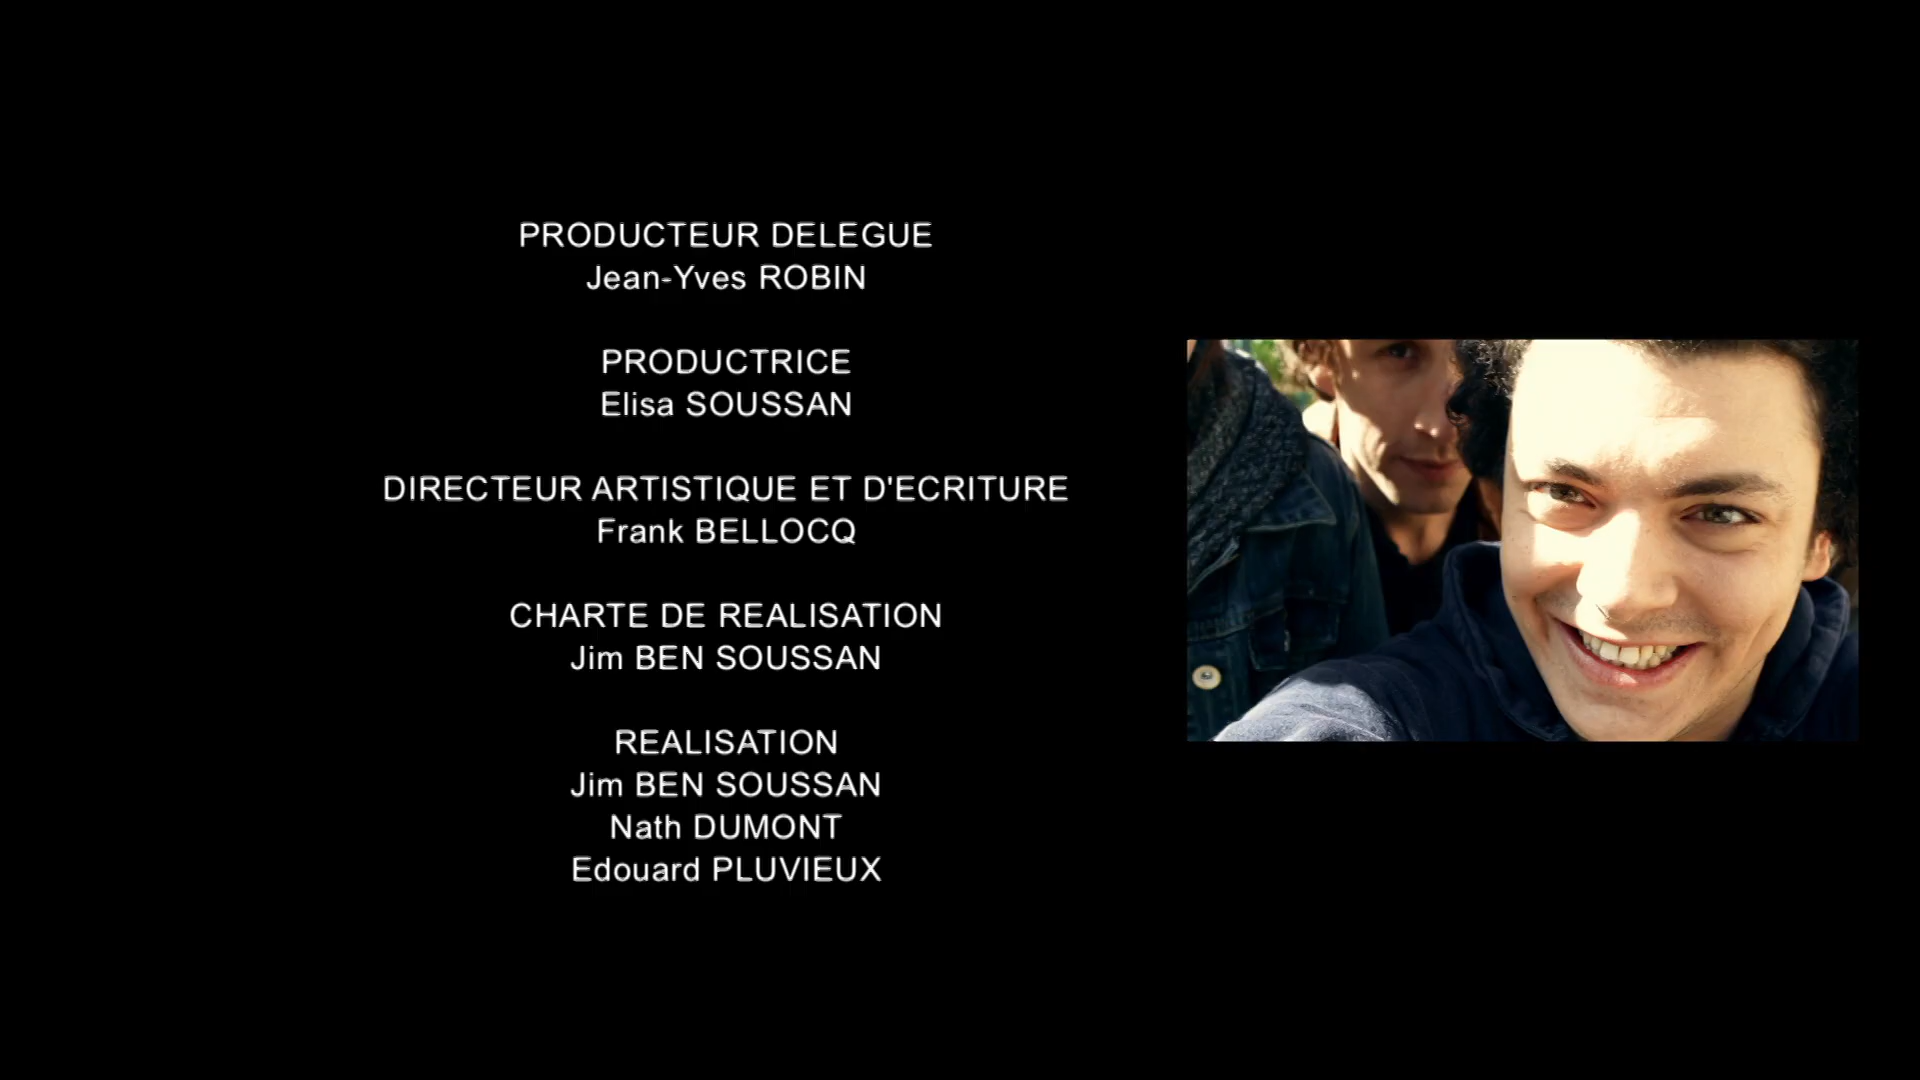 PRODUCTEUR DELEGUE
Jean-Yves ROBIN
PRODUCTRICE
Elisa SOUSSAN
DIRECTEUR ARTISTIQUE ET D'ECRITURE
Frank BELLOCQ
CHARTE DE REALISATION
Jim BEN SOUSSAN
REALISATION
Jim BEN SOUSSAN
Nath DUMONT
Edouard PLUVIEUX